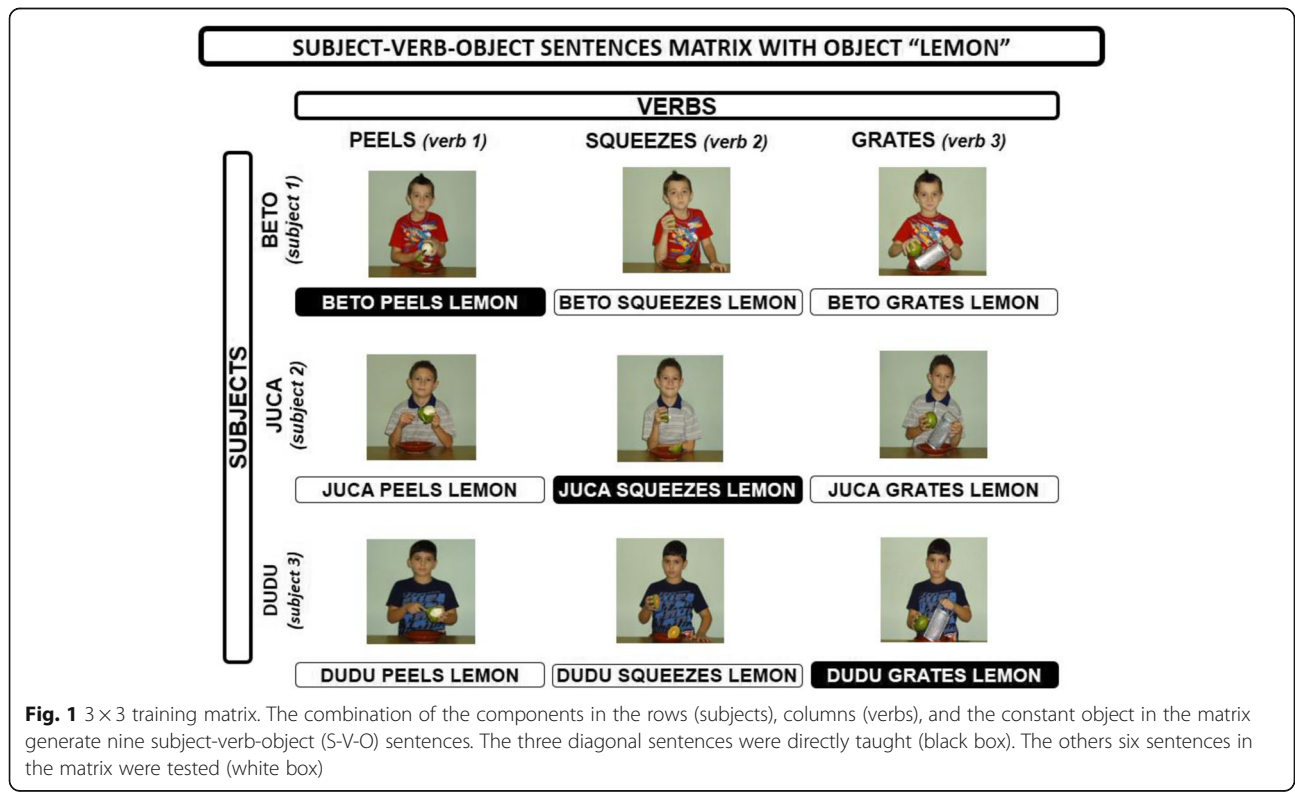 SUBJECT-VERB-OBJECT SENTENCES MATRIX WITH OBJECT “LEMON”
VERBS
PEELS (verb 1) SQUEEZES (verb 2) GRATES (verb 3)
SUBJECTS
BETO
(subject 1)
BETO PEELS LEMON BETO SQUEEZES LEMON BETO GRATES LEMON
JUCA
(subject 2)
JUCA PEELS LEMON JUCA SQUEEZES LEMON JUCA GRATES LEMON
DUDU
(subject 3)
DUDU PEELS LEMON DUDU SQUEEZES LEMON DUDU GRATES LEMON
Fig. 1 3 × 3 training matrix. The combination of the components in the rows (subjects), columns (verbs), and the constant object in the matrix
generate nine subject-verb-object (S-V-O) sentences. The three diagonal sentences were directly taught (black box). The others six sentences in
the matrix were tested (white box)